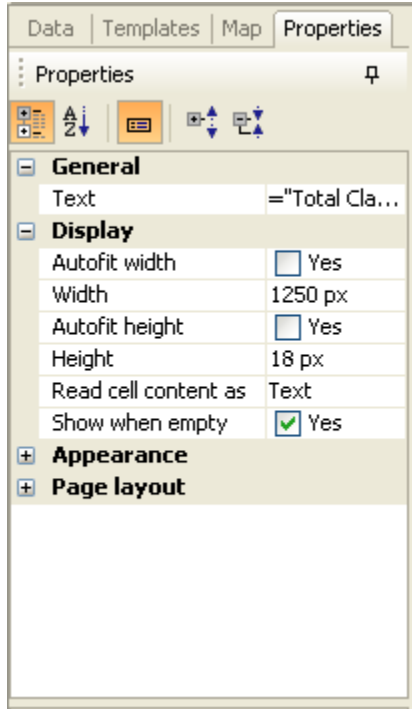 Data Templates Map Properties
Properties
A
Z
General
Text ="Total Cla...
Display
Autofit width Yes
Width 1250 px
Autofit height Yes
Height 18 px
Read cell content as Text
Show when empty Yes
Appearance
Page layout